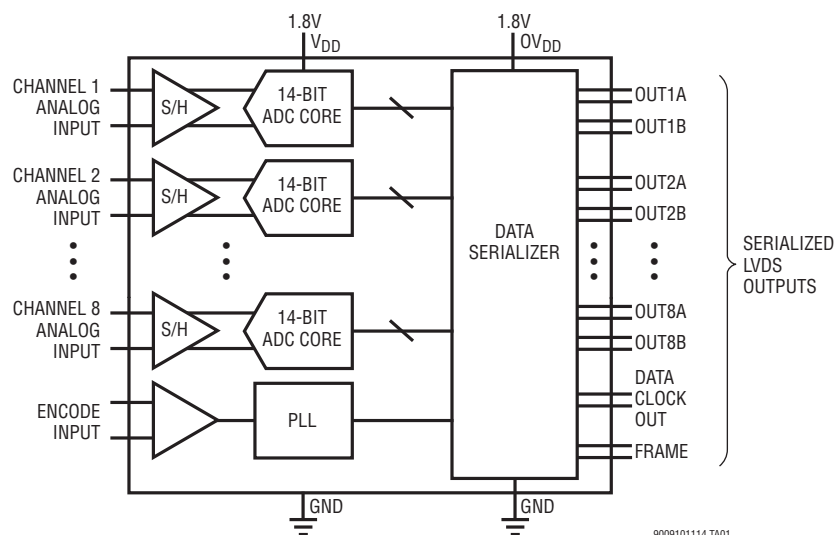 1.8V
VDD
1.8V
OVDD
CHANNEL 1
ANALOG
INPUT
S/H
14-BIT
ADC CORE
OUT1A
OUT1B
CHANNEL 2
ANALOG
INPUT
S/H
14-BIT
ADC CORE
OUT2A
OUT2B
DATA
SERIALIZER
SERIALIZED
LVDS
OUTPUTS
CHANNEL 8
ANALOG
INPUT
S/H
14-BIT
ADC CORE
OUT8A
OUT8B
ENCODE
INPUT
PLL
DATA
CLOCK
OUT
FRAME
GND
GND
9009101114 TA01